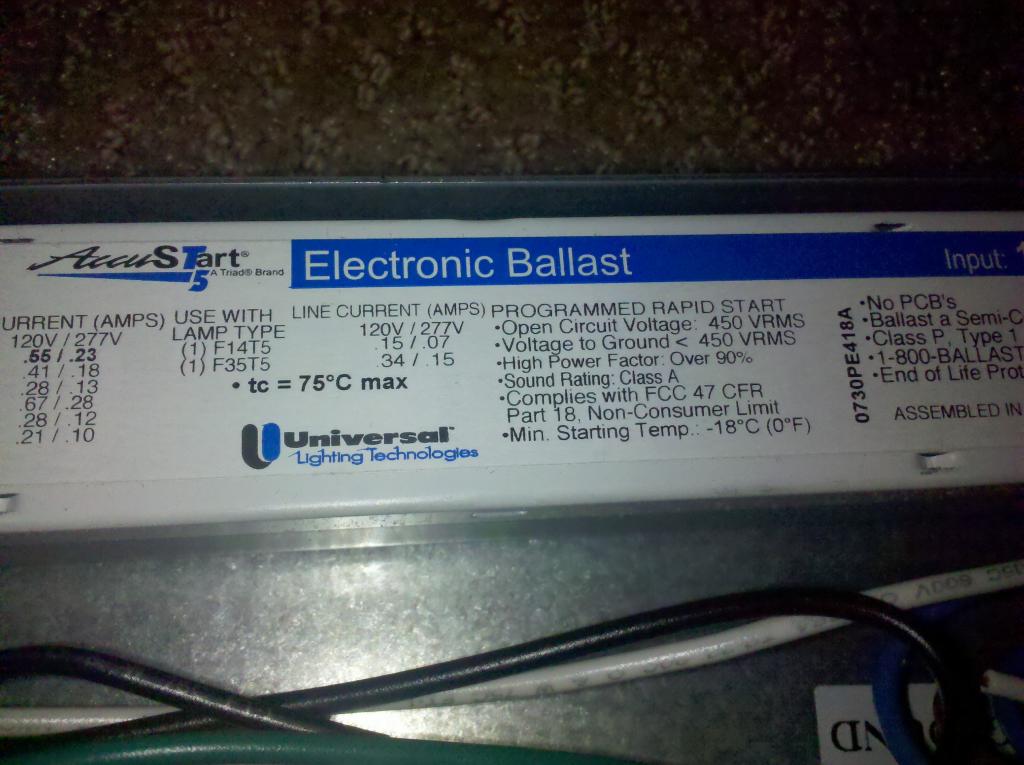 AccuSTart5®
A Triad® Brand
Electronic Ballast
Input:
URRENT (AMPS)
120V / 277V
.55 / .23
.41 / .18
.28 / .13
.67 / .28
.28 / .12
.21 / .10
USE WITH
LAMP TYPE
(1) F14T5
(1) F35T5
LINE CURRENT (AMPS)
120V / 277V
.15 / .07
.34 / .15
• tc = 75°C max
Universal™
Lighting Technologies
PROGRAMMED RAPID START
•Open Circuit Voltage: 450 VRMS
•Voltage to Ground < 450 VRMS
•High Power Factor: Over 90%
•Sound Rating: Class A
•Complies with FCC 47 CFR
Part 18, Non-Consumer Limit
•Min. Starting Temp.: -18°C (0°F)
0730PE418A
•No PCB's
•Ballast a Semi-C
•Class P, Type 1
•1-800-BALLAST
•End of Life Prot
ASSEMBLED IN
600V